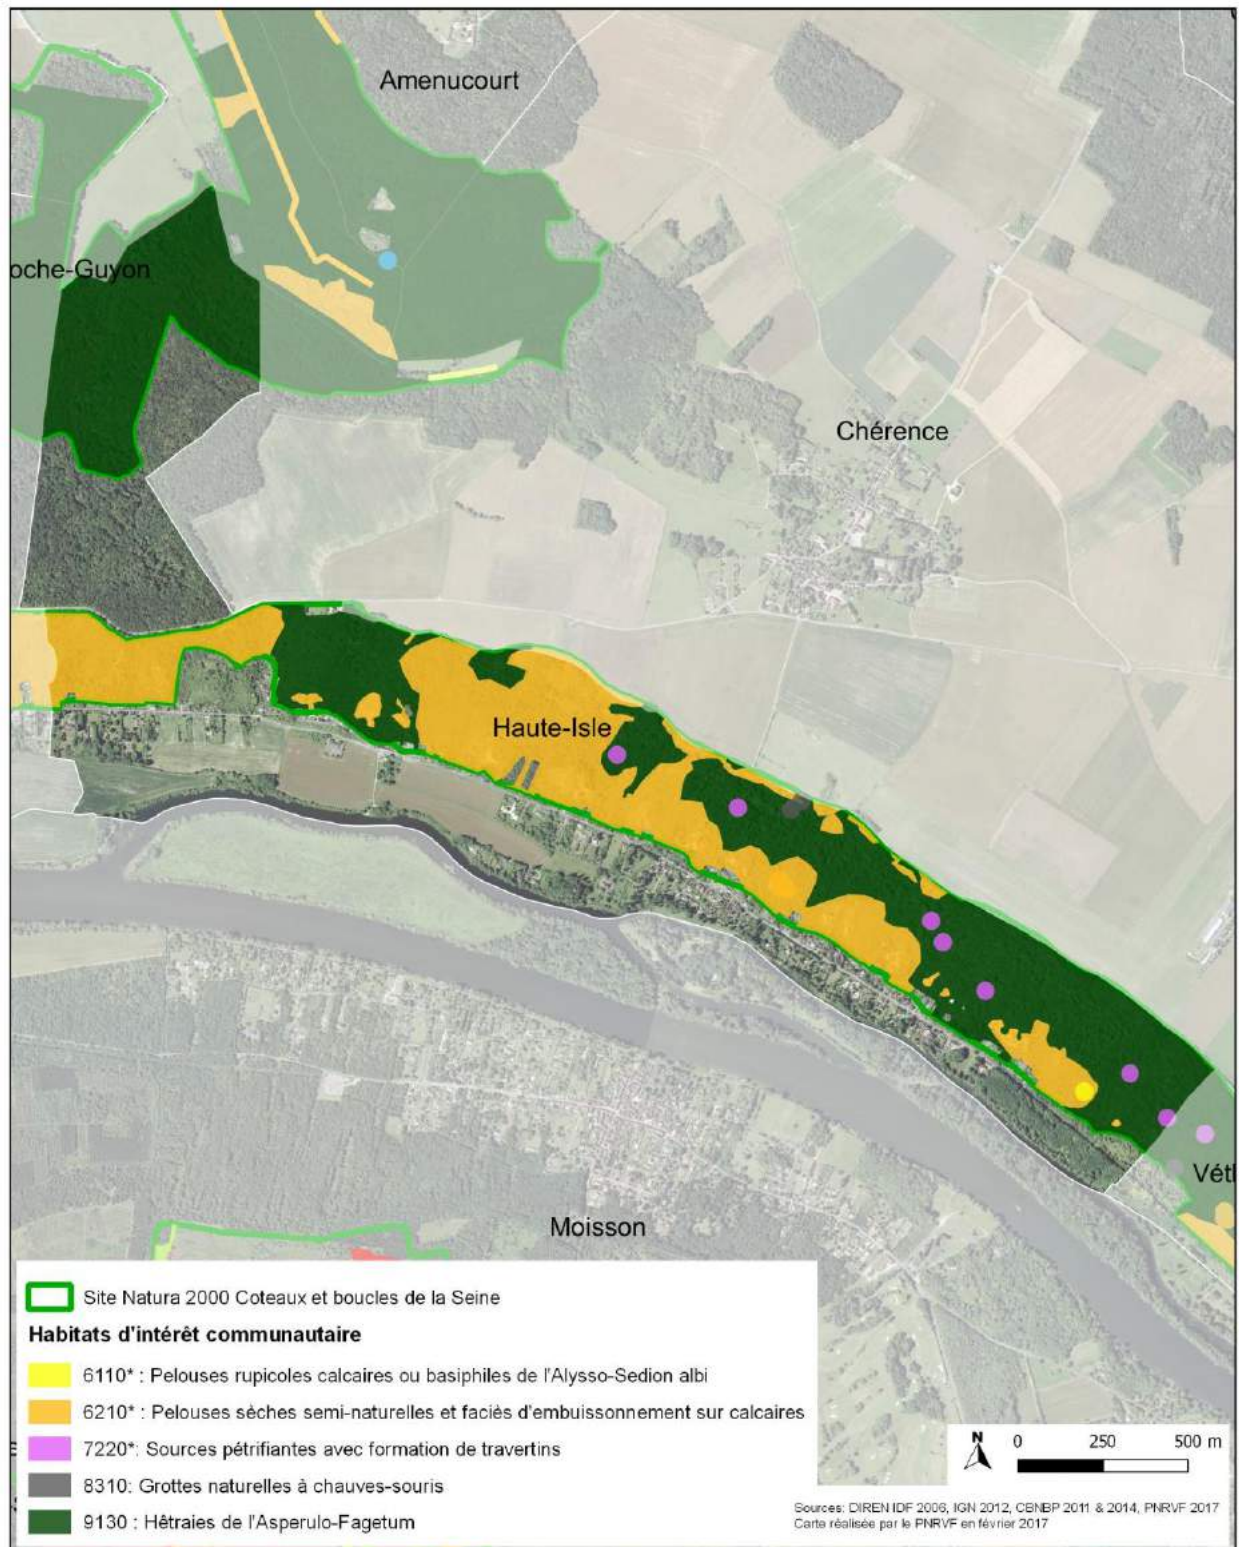 Amenucourt
oche-Guyon
Chérence
Haute-Isle
Vétl
Moisson
Site Natura 2000 Coteaux et boucles de la Seine
Habitats d'intérêt communautaire
6110* : Pelouses rupicoles calcaires ou basiphiles de l'Alysso-Sedion albi
6210* : Pelouses sèches semi-naturelles et faciès d'embuissonnement sur calcaires
7220*: Sources pétrifiantes avec formation de travertins
8310: Grottes naturelles à chauves-souris
9130 : Hêtraies de l'Asperulo-Fagetum
N
0 250 500 m
Sources: DIREN IDF 2006, IGN 2012, CBNBP 2011 & 2014, PNRVF 2017
Carte réalisée par le PNRVF en février 2017